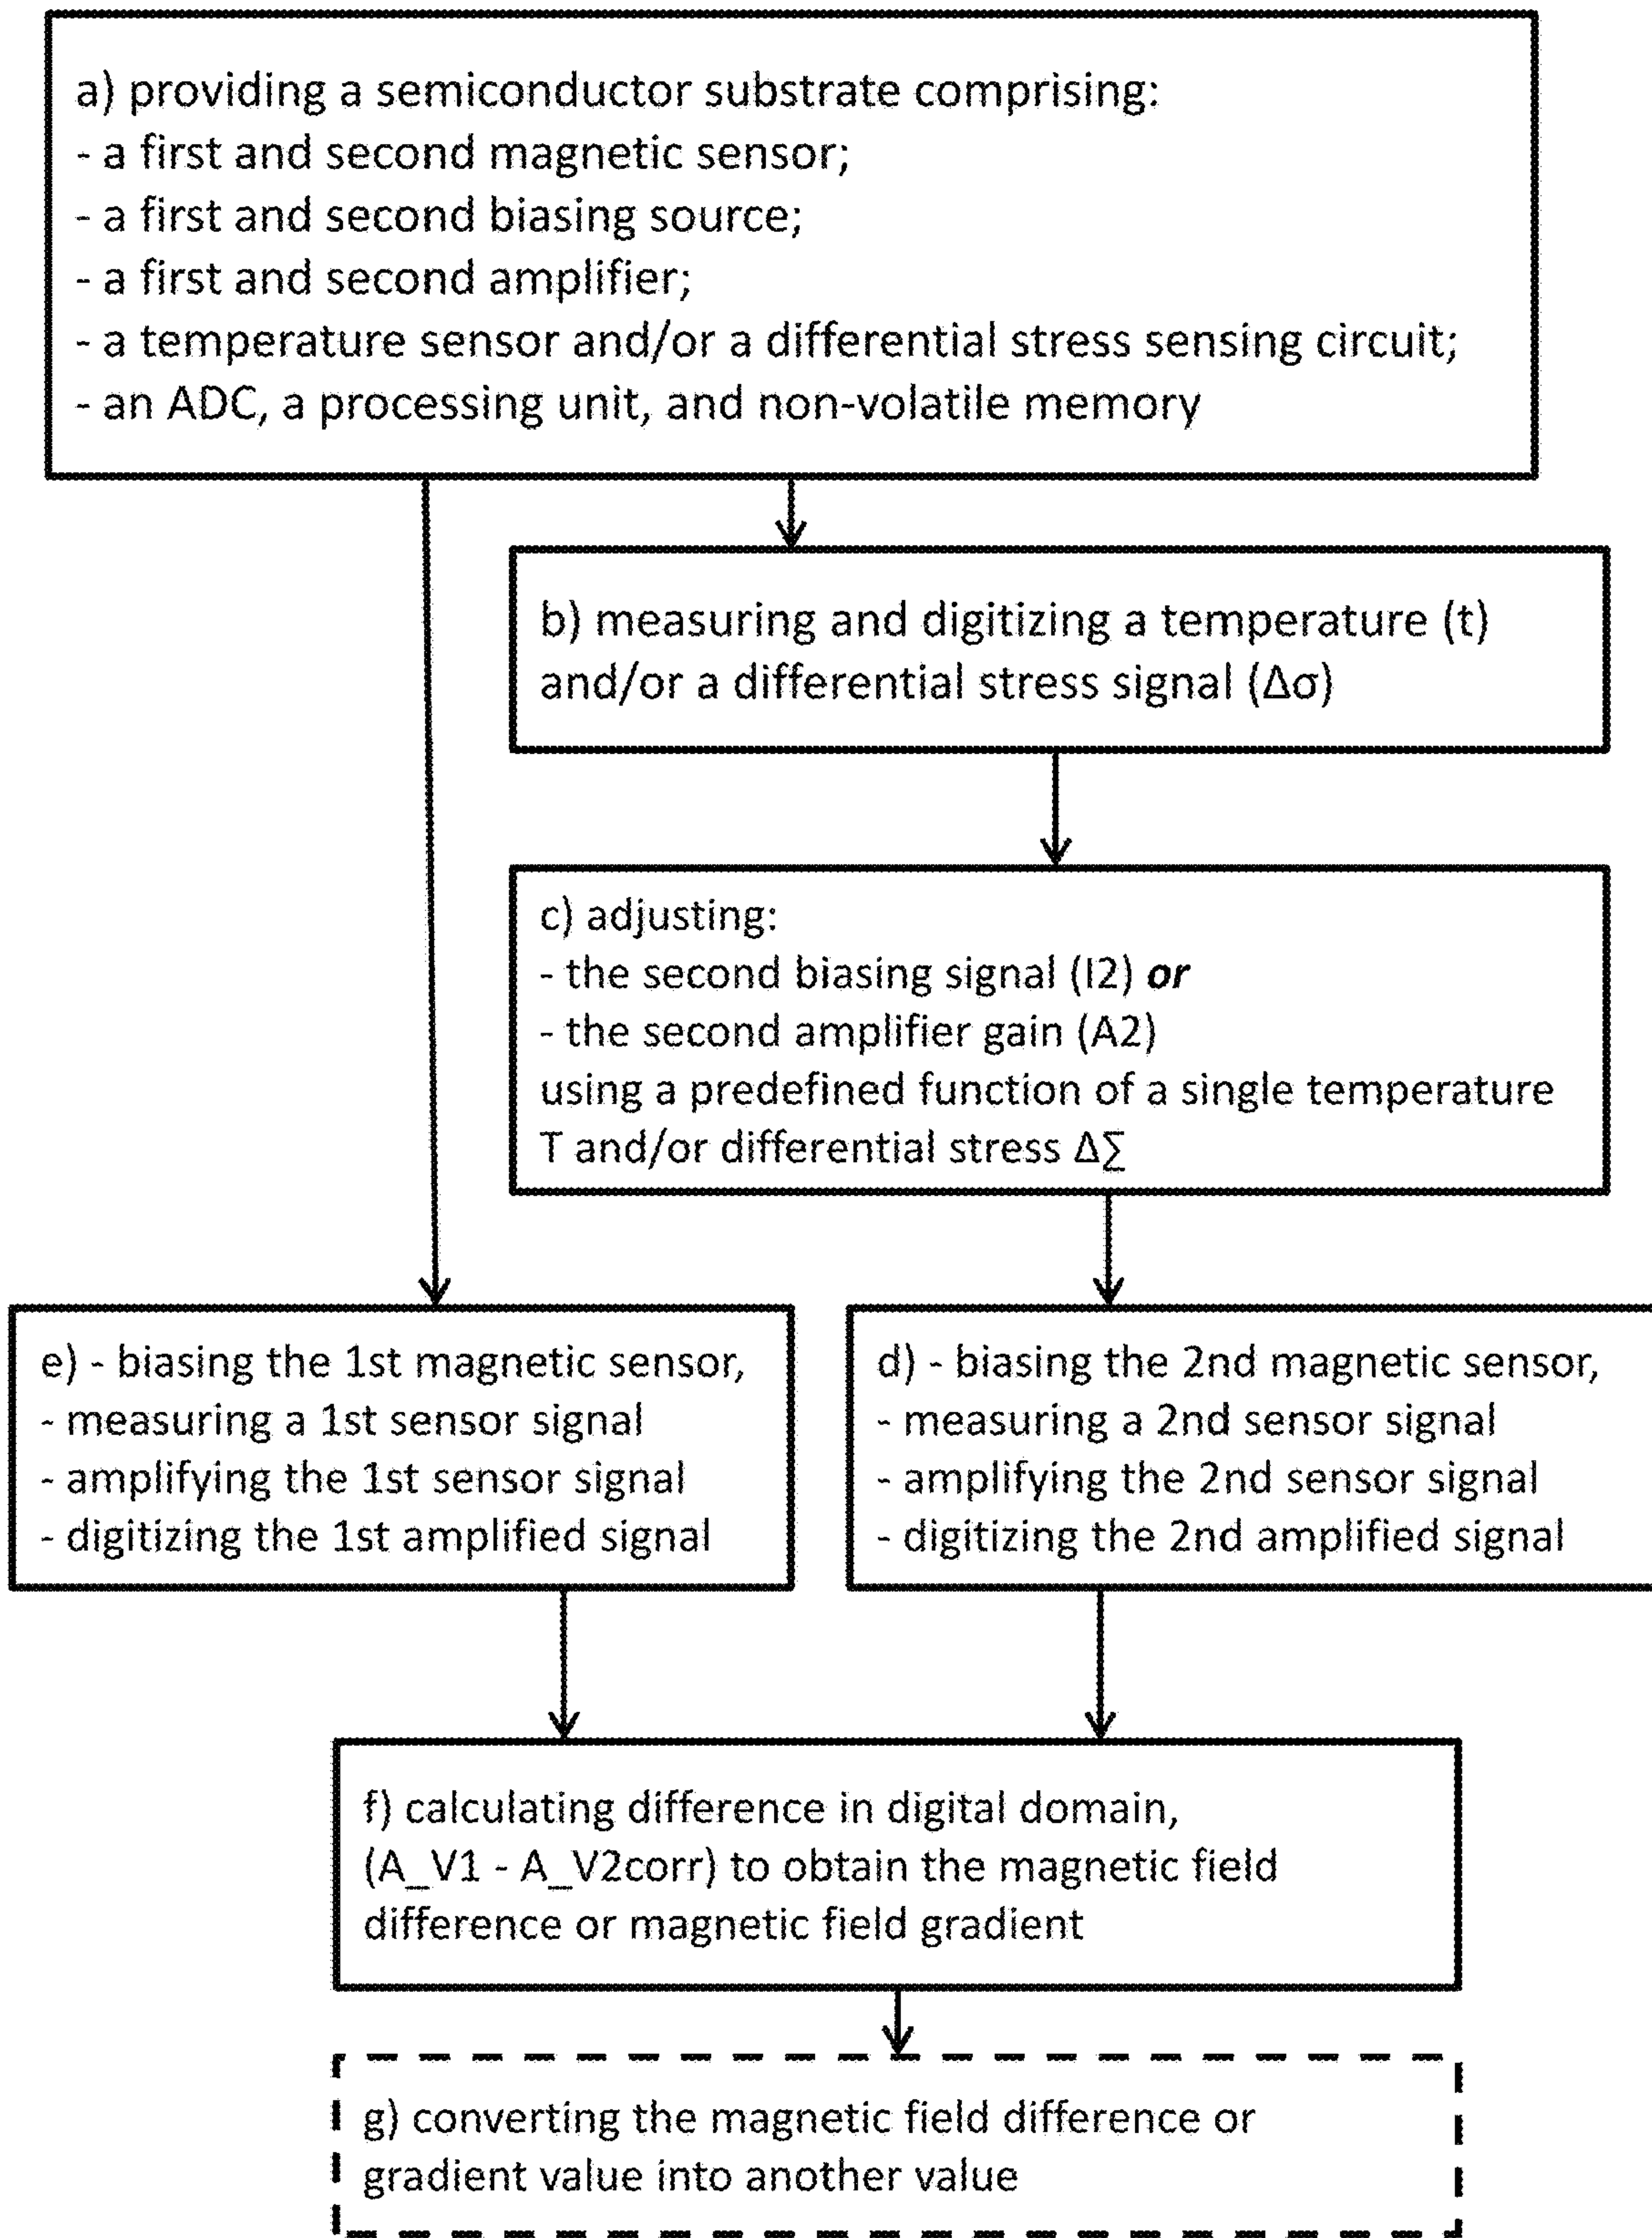 a) providing a semiconductor substrate comprising:
- a first and second magnetic sensor;
- a first and second biasing source;
- a first and second amplifier;
- a temperature sensor and/or a differential stress sensing circuit;
- an ADC, a processing unit, and non-volatile memory
b) measuring and digitizing a temperature (t)
and/or a differential stress signal (Δσ)
c) adjusting:
- the second biasing signal (I2) or
- the second amplifier gain (A2)
using a predefined function of a single temperature
T and/or differential stress Δ∑
e) - biasing the 1st magnetic sensor,
- measuring a 1st sensor signal
- amplifying the 1st sensor signal
- digitizing the 1st amplified signal
d) - biasing the 2nd magnetic sensor,
- measuring a 2nd sensor signal
- amplifying the 2nd sensor signal
- digitizing the 2nd amplified signal
f) calculating difference in digital domain,
(A_V1 - A_V2corr) to obtain the magnetic field
difference or magnetic field gradient
g) converting the magnetic field difference or
gradient value into another value